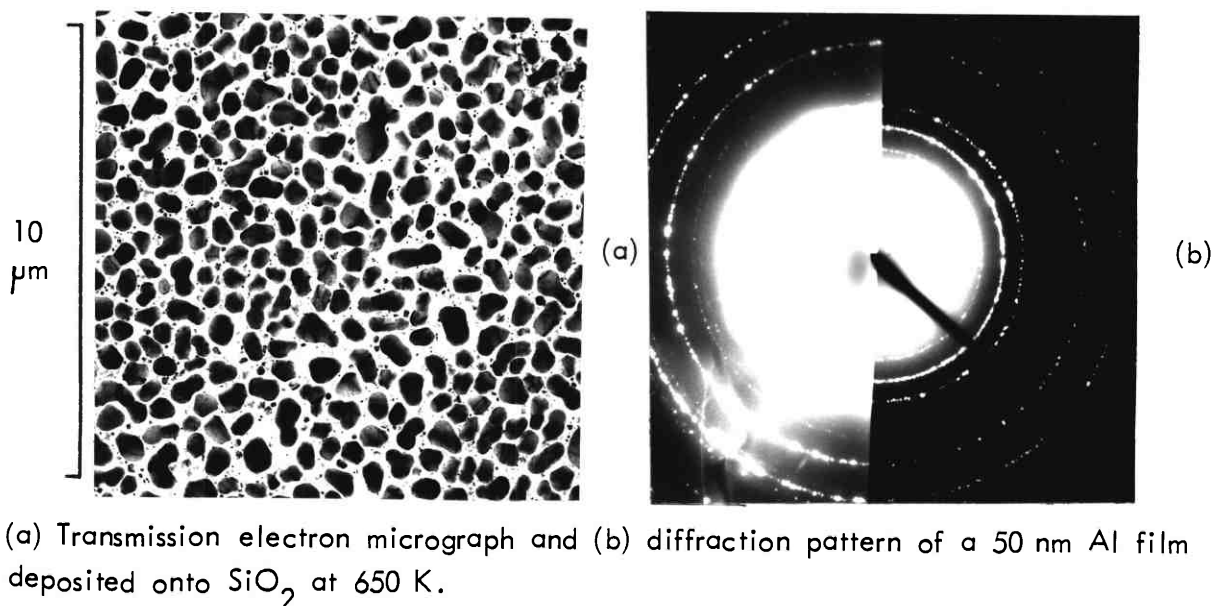 10
μm
(a)
(b)
(a) Transmission electron micrograph and (b) diffraction pattern of a 50 nm Al film
deposited onto SiO₂ at 650 K.